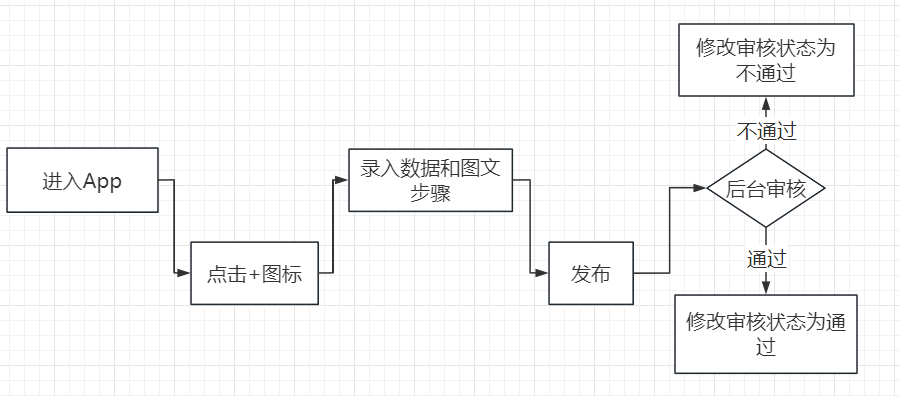 进入App
点击+图标
录入数据和图文
步骤
发布
后台审核
不通过
修改审核状态为
不通过
通过
修改审核状态为通
过